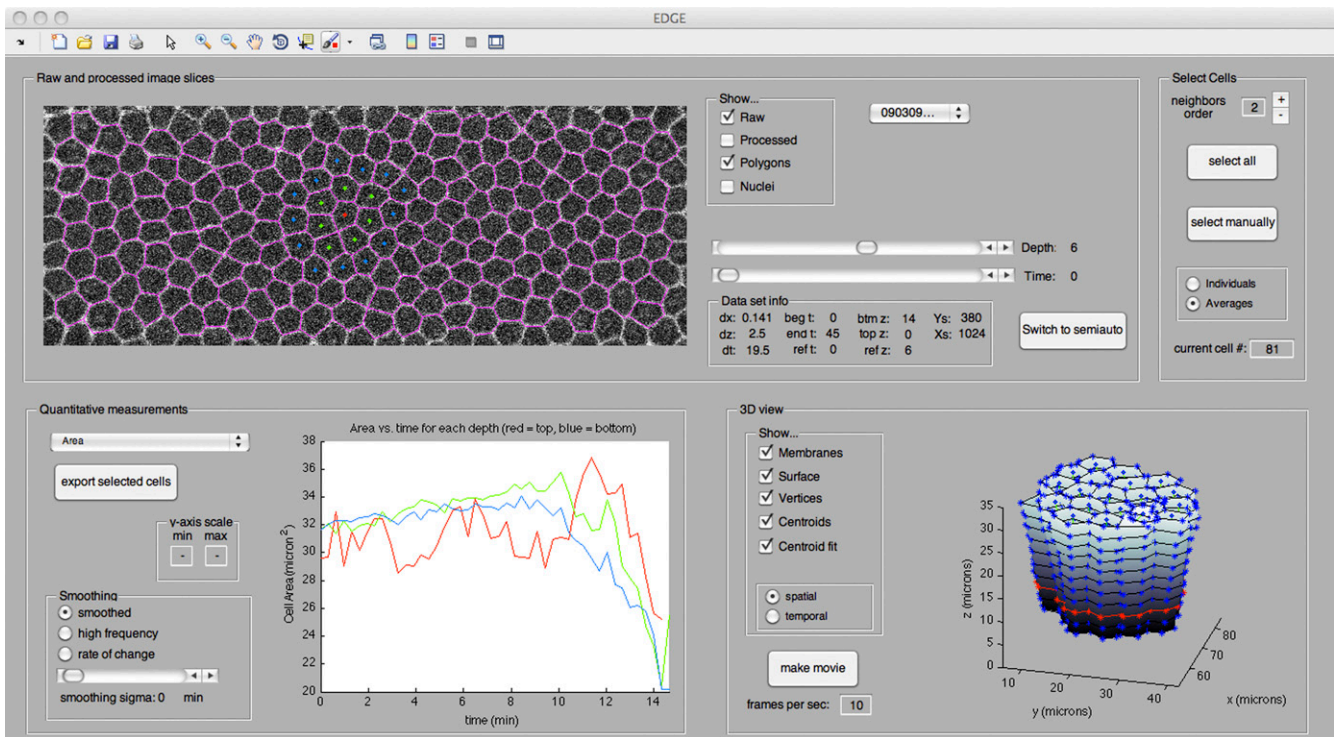 EDGE
Raw and processed image slices
Show...
Raw
Processed
Polygons
Nuclei
090309...
Depth: 6
Time: 0
Data set info
dx: 0.141 beg t: 0 btm z: 14 Ys: 380
dz: 2.5 end t: 45 top z: 0 Xs: 1024
dt: 19.5 ref t: 0 ref z: 6
Switch to semiauto
Select Cells
neighbors order 2 + -
select all
select manually
Individuals
Averages
current cell #: 81
Quantitative measurements
Area
export selected cells
y-axis scale
min max
- -
Smoothing
smoothed
high frequency
rate of change
smoothing sigma: 0 min
Area vs. time for each depth (red = top, blue = bottom)
Cell Area (micron²)
38
36
34
32
30
28
26
24
22
20
0 2 4 6 8 10 12 14
time (min)
3D view
Show...
Membranes
Surface
Vertices
Centroids
Centroid fit
spatial
temporal
make movie
frames per sec: 10
z (microns)
35
30
25
20
15
10
5
0
10 20 30 40
y (microns)
80
70
60
x (microns)